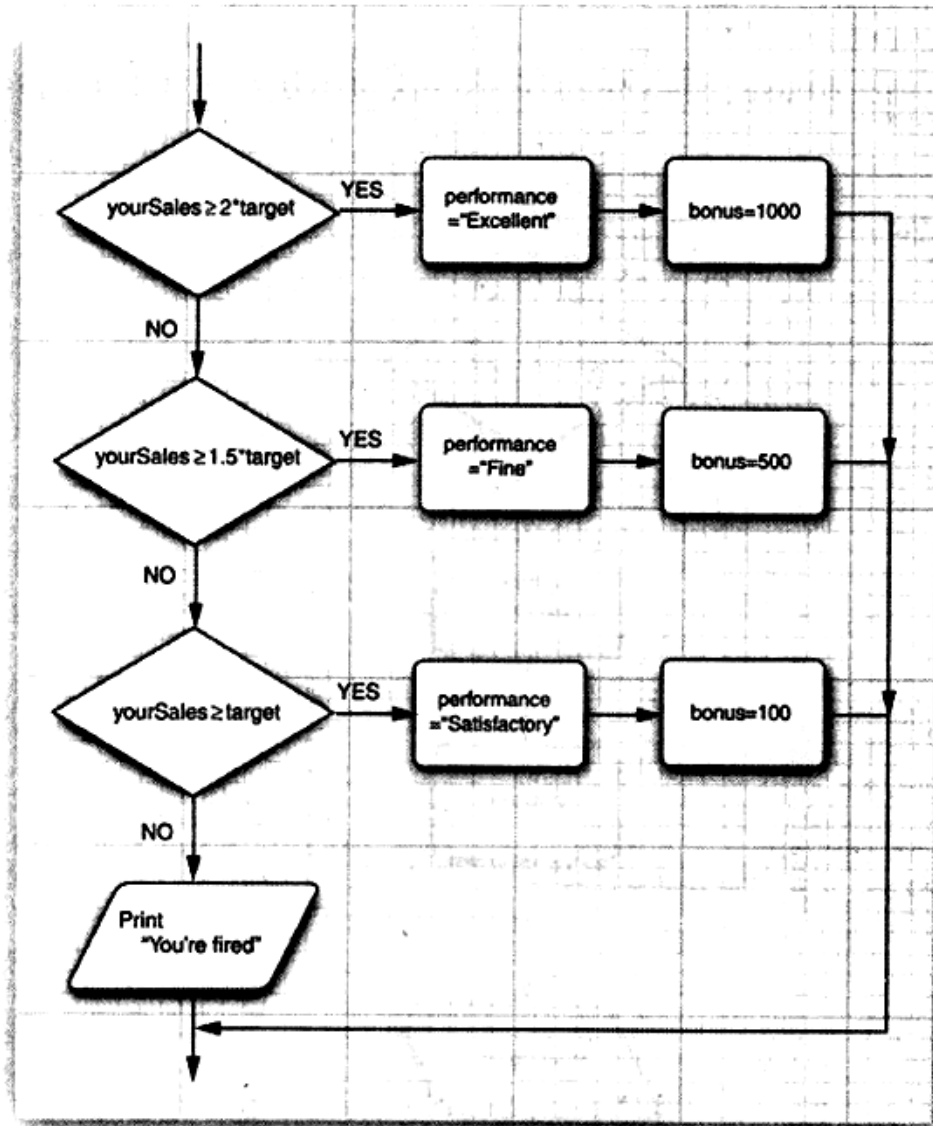 yourSales ≥ 2*target
YES
performance
="Excellent"
bonus=1000
NO
yourSales ≥ 1.5*target
YES
performance
="Fine"
bonus=500
NO
yourSales ≥ target
YES
performance
="Satisfactory"
bonus=100
NO
Print
"You're fired"